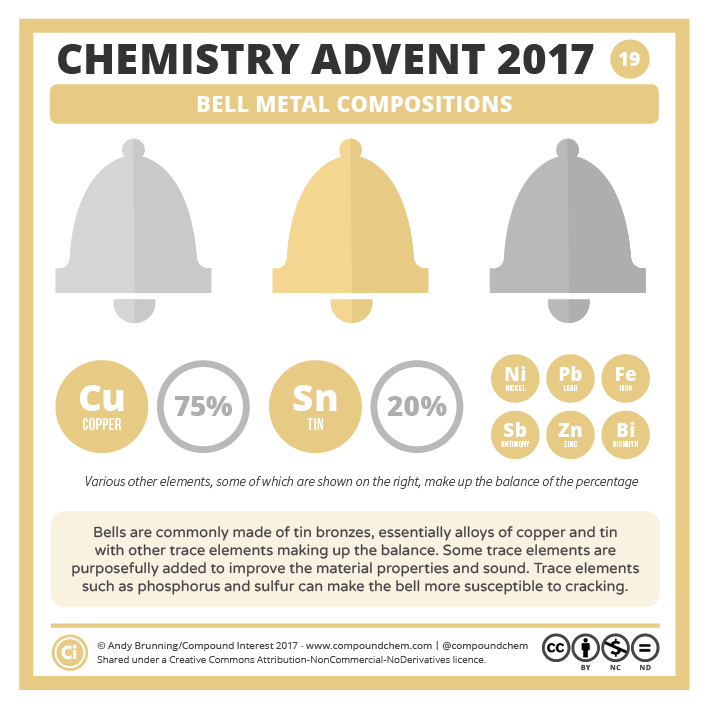 CHEMISTRY ADVENT 2017 19
BELL METAL COMPOSITIONS
Cu
COPPER
75%
Sn
TIN
20%
Ni
NICKEL
Pb
LEAD
Fe
IRON
Sb
ANTIMONY
Zn
ZINC
Bi
BISMUTH
Various other elements, some of which are shown on the right, make up the balance of the percentage
Bells are commonly made of tin bronzes, essentially alloys of copper and tin
with other trace elements making up the balance. Some trace elements are
purposefully added to improve the material properties and sound. Trace elements
such as phosphorus and sulfur can make the bell more susceptible to cracking.
Ci
© Andy Brunning/Compound Interest 2017 - www.compoundchem.com | @compoundchem
Shared under a Creative Commons Attribution-NonCommercial-NoDerivatives licence.
CC
BY
NC
ND